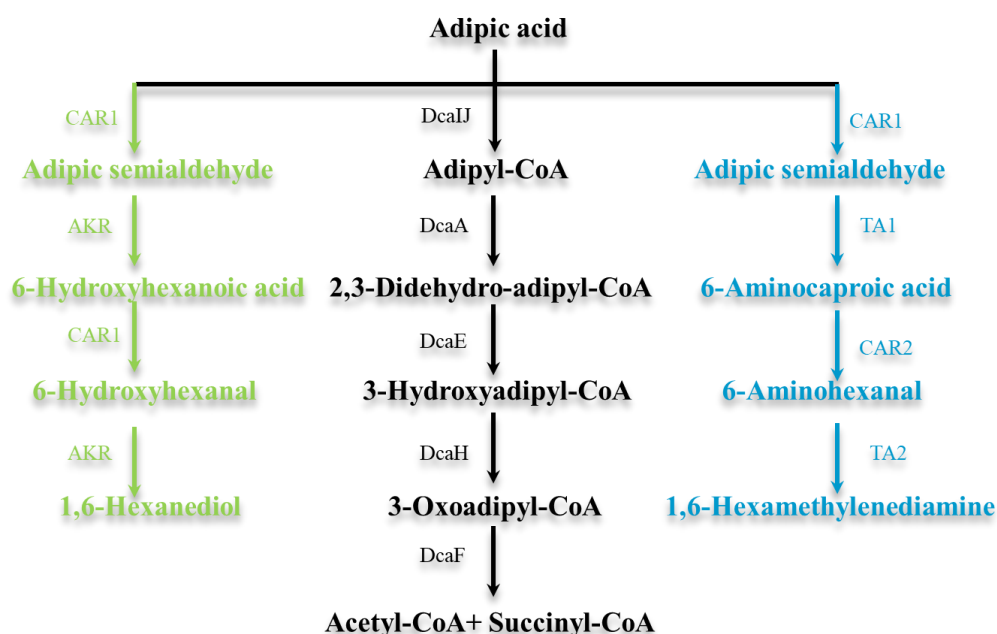 Adipic acid
CAR1
DcaIJ
CAR1
Adipic semialdehyde
Adipyl-CoA
Adipic semialdehyde
AKR
DcaA
TA1
6-Hydroxyhexanoic acid
2,3-Didehydro-adipyl-CoA
6-Aminocaproic acid
CAR1
DcaE
CAR2
6-Hydroxyhexanal
3-Hydroxyadipyl-CoA
6-Aminohexanal
AKR
DcaH
TA2
1,6-Hexanediol
3-Oxoadipyl-CoA
1,6-Hexamethylenediamine
DcaF
Acetyl-CoA+ Succinyl-CoA